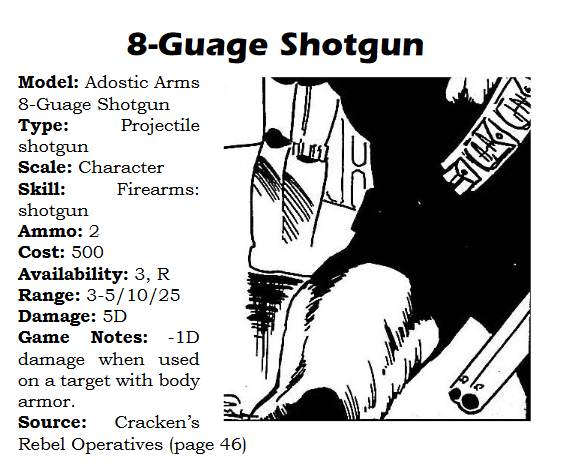 8-Guage Shotgun
Model: Adostic Arms
8-Guage Shotgun
Type: Projectile
shotgun
Scale: Character
Skill: Firearms:
shotgun
Ammo: 2
Cost: 500
Availability: 3, R
Range: 3-5/10/25
Damage: 5D
Game Notes: -1D
damage when used
on a target with body
armor.
Source: Cracken's
Rebel Operatives (page 46)